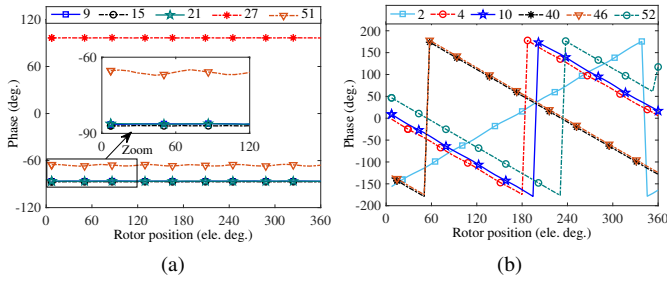 (a)
9 15 21 27 51
120
60
0
-60
-120
Phase (deg.)
-60
-90
0 60 120
Zoom
0 60 120 180 240 300 360
Rotor position (ele. deg.)
(a)
(b)
2 4 10 40 46 52
200
150
100
50
0
-50
-100
-150
-200
Phase (deg.)
0 60 120 180 240 300 360
Rotor position (ele. deg.)
(b)